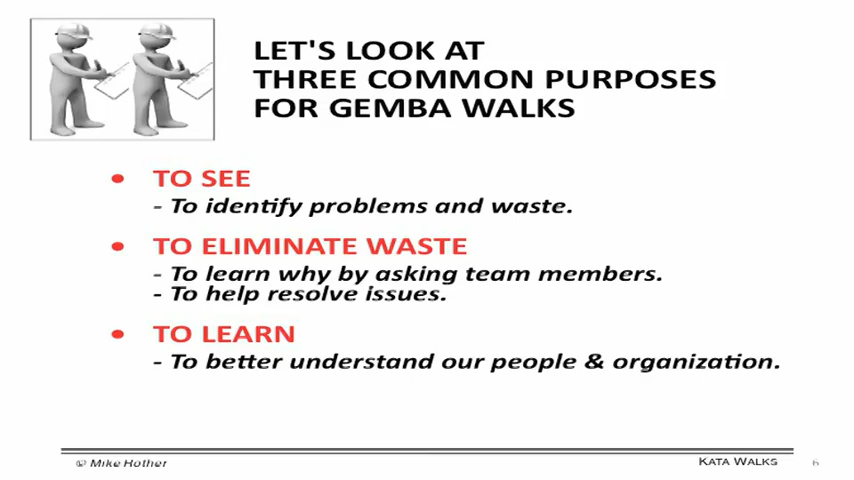 LET'S LOOK AT
THREE COMMON PURPOSES
FOR GEMBA WALKS
• TO SEE
- To identify problems and waste.
• TO ELIMINATE WASTE
- To learn why by asking team members.
- To help resolve issues.
• TO LEARN
- To better understand our people & organization.
© Mike Rother
KATA WALKS 6